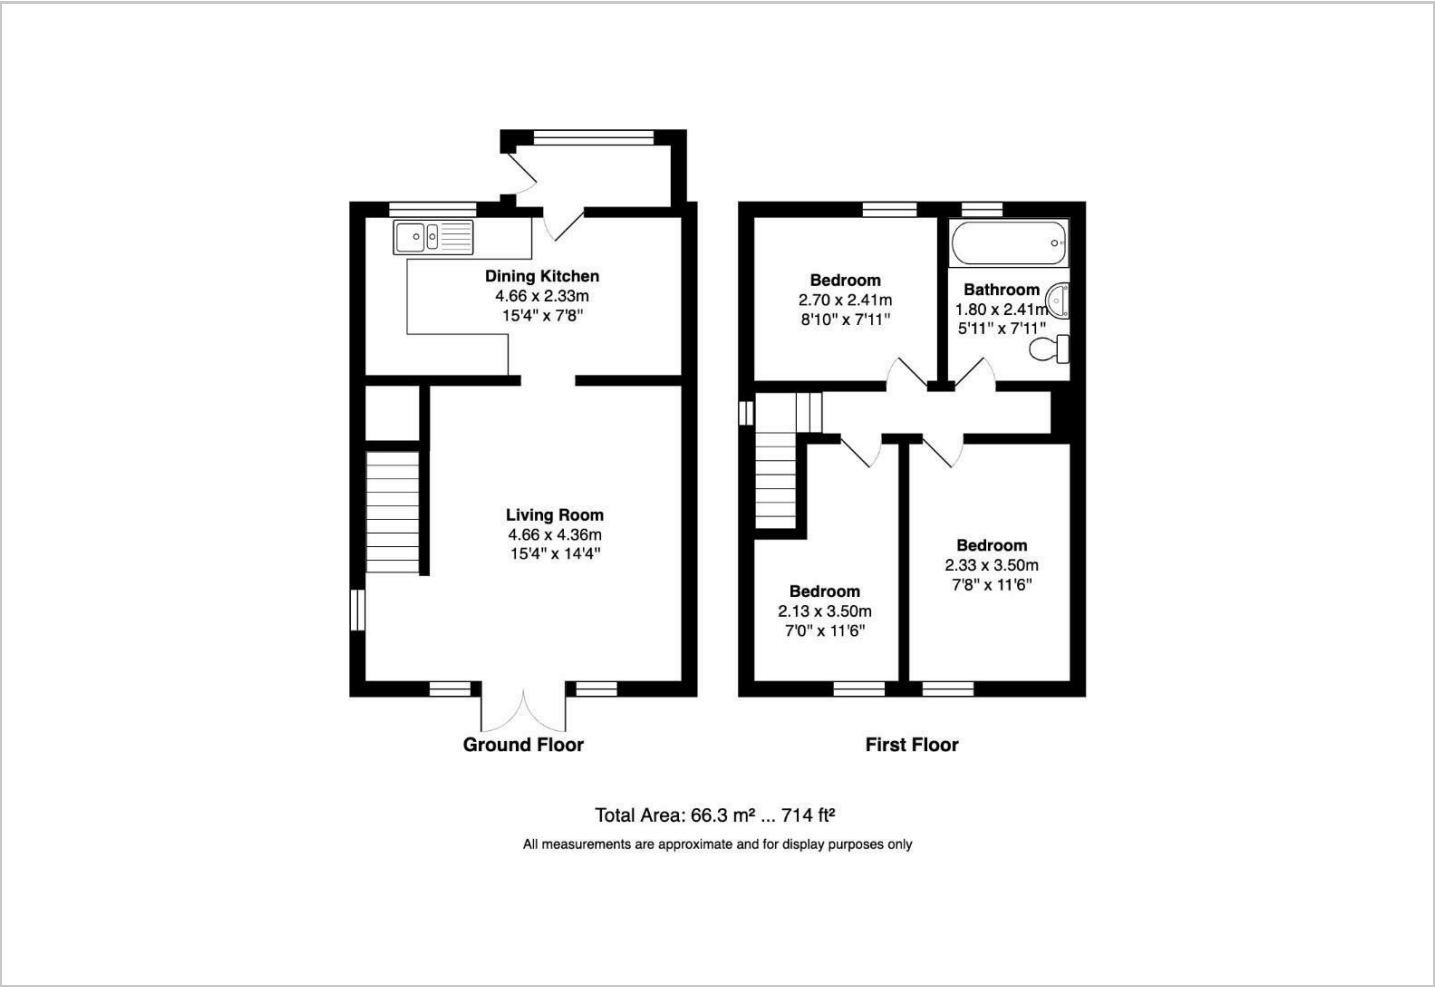 Dining Kitchen
4.66 x 2.33m
15'4" x 7'8"
Living Room
4.66 x 4.36m
15'4" x 14'4"
Ground Floor
Bedroom
2.70 x 2.41m
8'10" x 7'11"
Bathroom
1.80 x 2.41m
5'11" x 7'11"
Bedroom
2.13 x 3.50m
7'0" x 11'6"
Bedroom
2.33 x 3.50m
7'8" x 11'6"
First Floor
Total Area: 66.3 m² ... 714 ft²
All measurements are approximate and for display purposes only